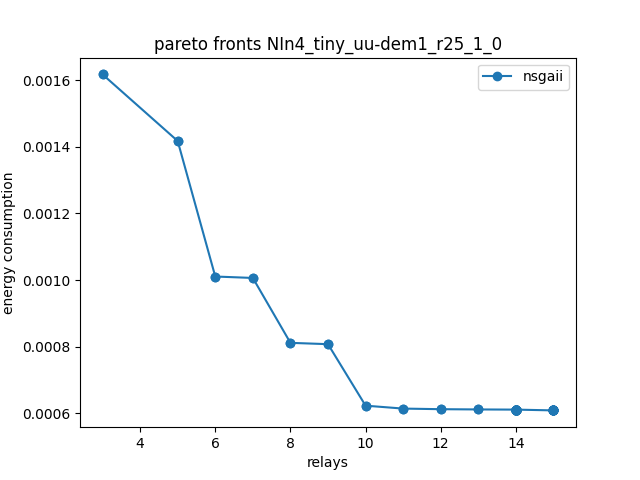 pareto fronts NIn4_tiny_uu-dem1_r25_1_0
nsgaii
energy consumption
0.0016
0.0014
0.0012
0.0010
0.0008
0.0006
4 6 8 10 12 14
relays